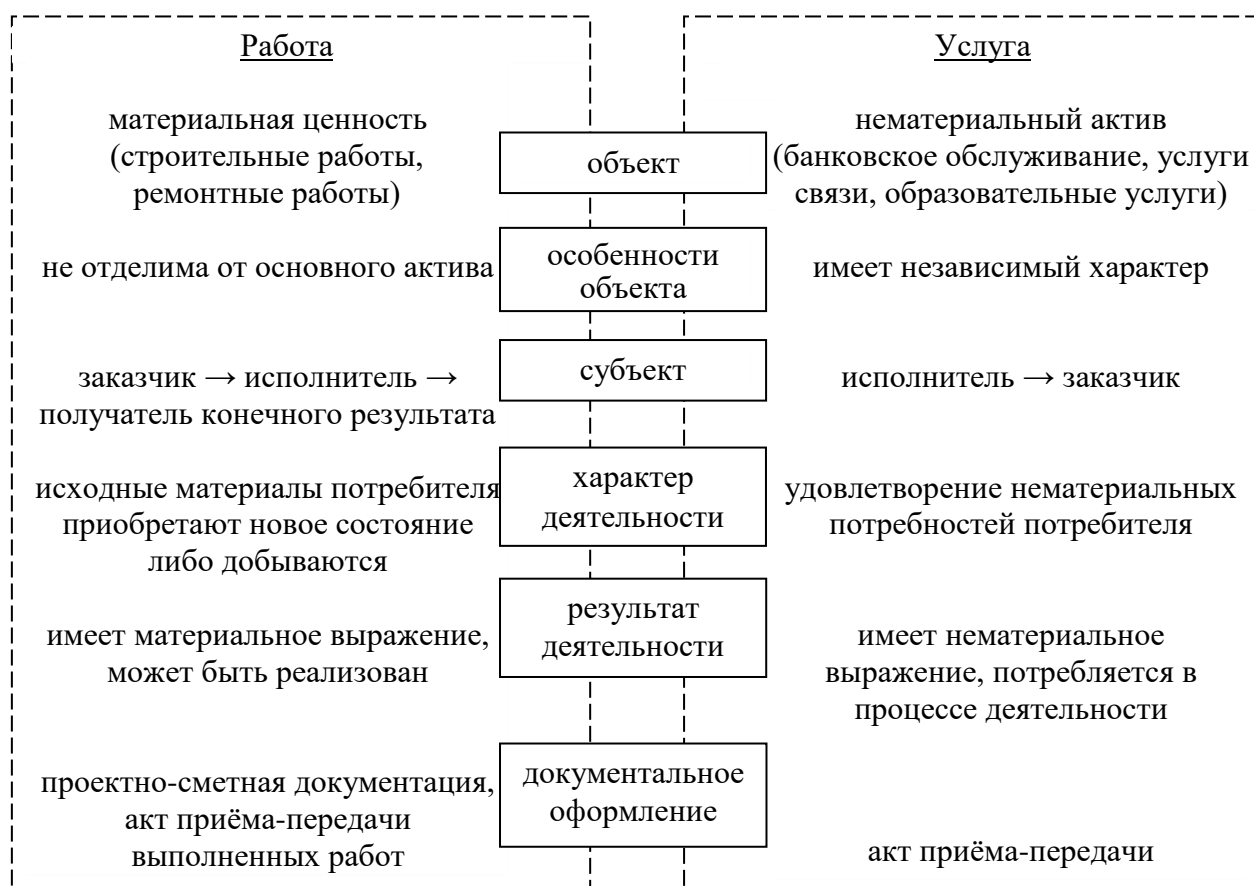 Работа
Услуга
материальная ценность
(строительные работы,
ремонтные работы)
объект
нематериальный актив
(банковское обслуживание, услуги
связи, образовательные услуги)
не отделима от основного актива
особенности
объекта
имеет независимый характер
заказчик → исполнитель →
получатель конечного результата
субъект
исполнитель → заказчик
исходные материалы потребителя
приобретают новое состояние
либо добываются
характер
деятельности
удовлетворение нематериальных
потребностей потребителя
имеет материальное выражение,
может быть реализован
результат
деятельности
имеет нематериальное
выражение, потребляется в
процессе деятельности
проектно-сметная документация,
акт приёма-передачи
выполненных работ
документальное
оформление
акт приёма-передачи